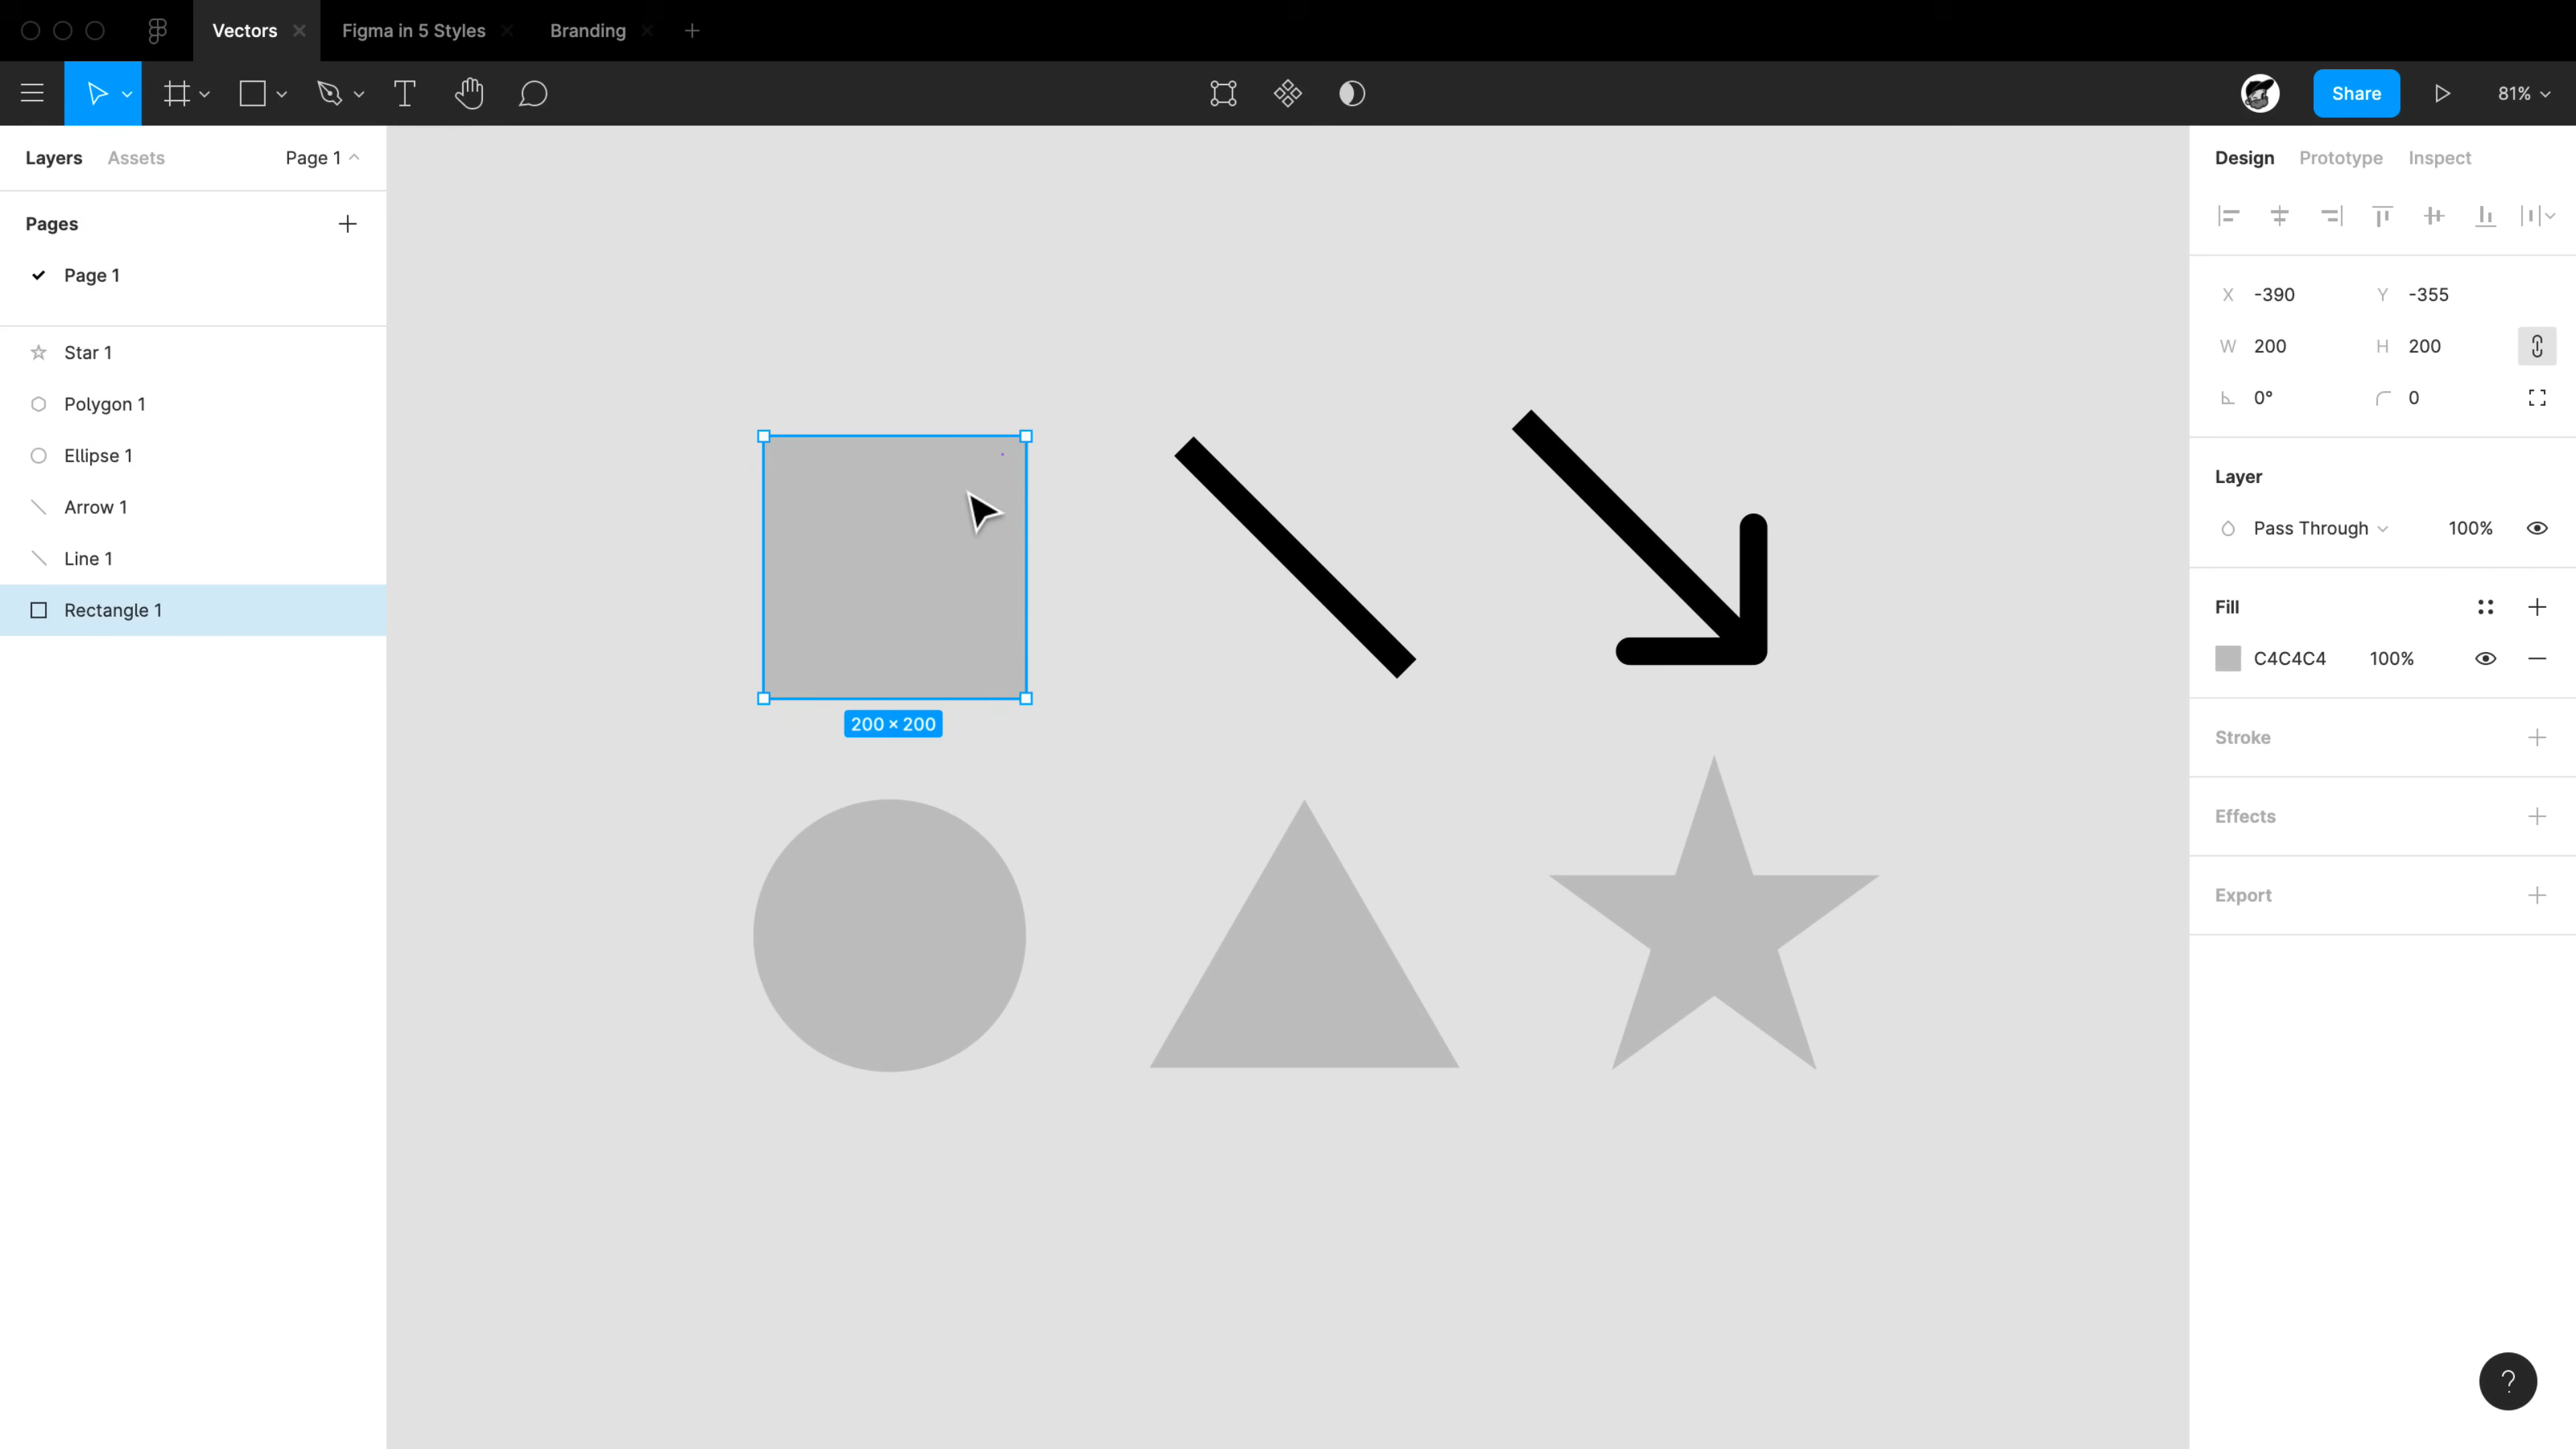 Vectors Figma in 5 Styles Branding
Share 81%
Layers Assets Page 1
Pages
Page 1
Star 1
Polygon 1
Ellipse 1
Arrow 1
Line 1
Rectangle 1
200 × 200
Design Prototype Inspect
X -390 Y -355
W 200 H 200
0° 0
Layer
Pass Through 100%
Fill
C4C4C4 100%
Stroke
Effects
Export
?